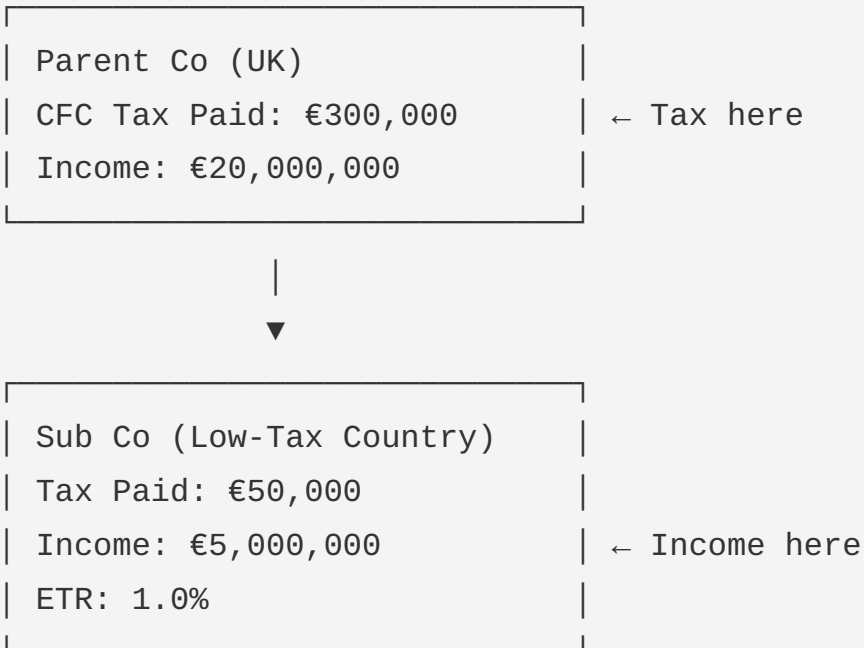 Parent Co (UK)
CFC Tax Paid: €300,000 ← Tax here
Income: €20,000,000
▼
Sub Co (Low-Tax Country)
Tax Paid: €50,000
Income: €5,000,000 ← Income here
ETR: 1.0%